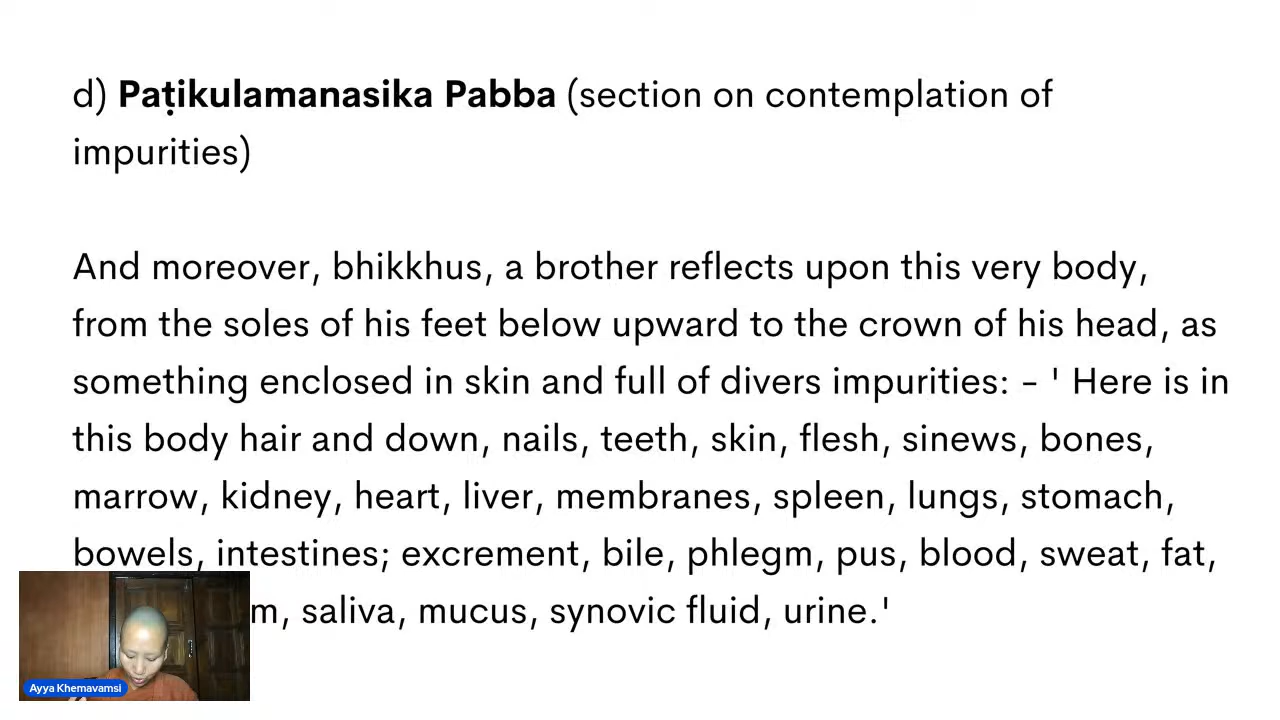 d) Paṭikulamanasika Pabba (section on contemplation of
impurities)
And moreover, bhikkhus, a brother reflects upon this very body,
from the soles of his feet below upward to the crown of his head, as
something enclosed in skin and full of divers impurities: - ' Here is in
this body hair and down, nails, teeth, skin, flesh, sinews, bones,
marrow, kidney, heart, liver, membranes, spleen, lungs, stomach,
bowels, intestines; excrement, bile, phlegm, pus, blood, sweat, fat,
saliva, mucus, synovic fluid, urine.'
Ayya Khemavamsi